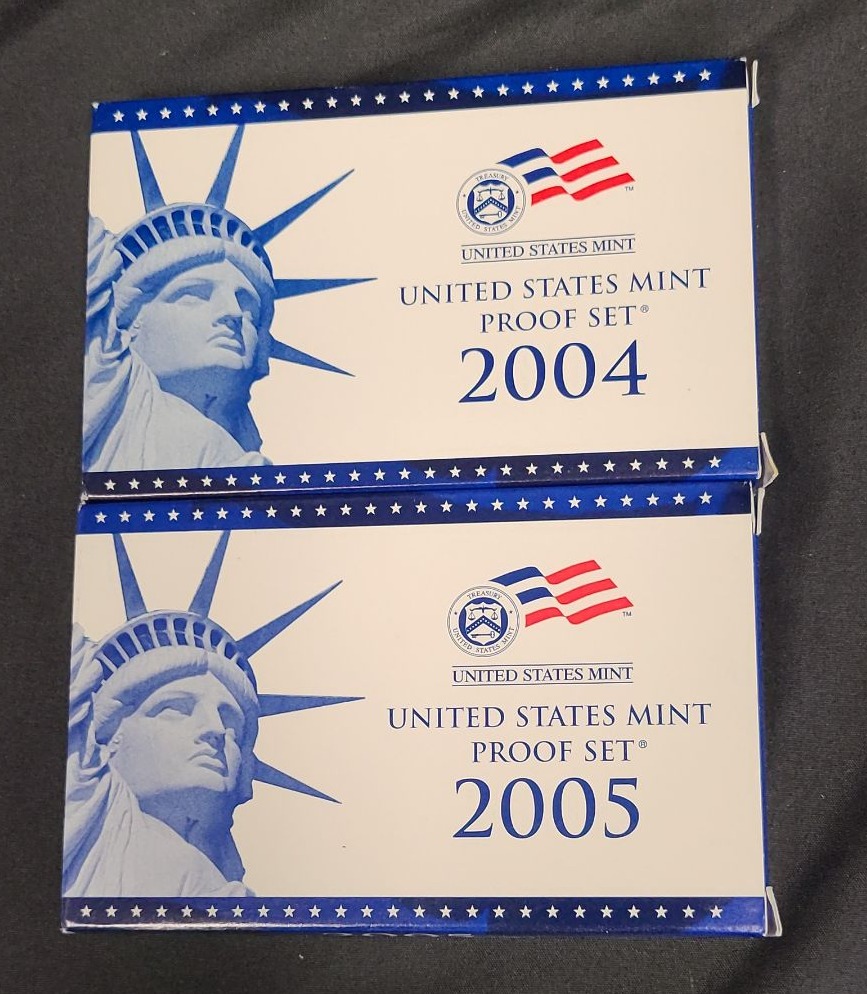 TREASURY
UNITED STATES MINT
TM
UNITED STATES MINT
UNITED STATES MINT
PROOF SET®
2004
TREASURY
UNITED STATES MINT
TM
UNITED STATES MINT
UNITED STATES MINT
PROOF SET®
2005